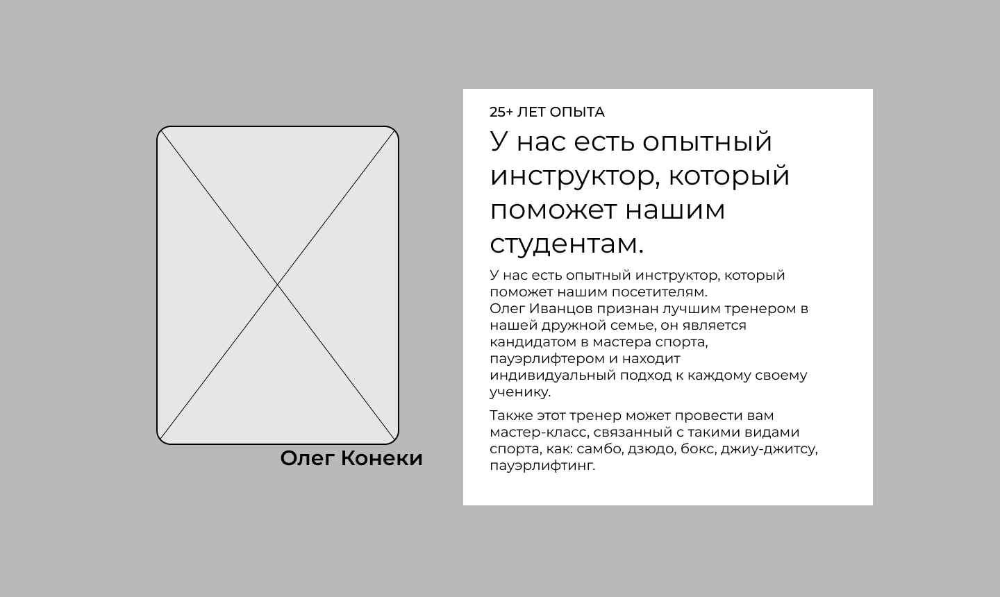 25+ ЛЕТ ОПЫТА
У нас есть опытный
инструктор, который
поможет нашим
студентам.
У нас есть опытный инструктор, который
поможет нашим посетителям.
Олег Иванцов признан лучшим тренером в
нашей дружной семье, он является
кандидатом в мастера спорта,
пауэрлифтером и находит
индивидуальный подход к каждому своему
ученику.
Также этот тренер может провести вам
мастер-класс, связанный с такими видами
спорта, как: самбо, дзюдо, бокс, джиу-джитсу,
пауэрлифтинг.
Олег Конеки